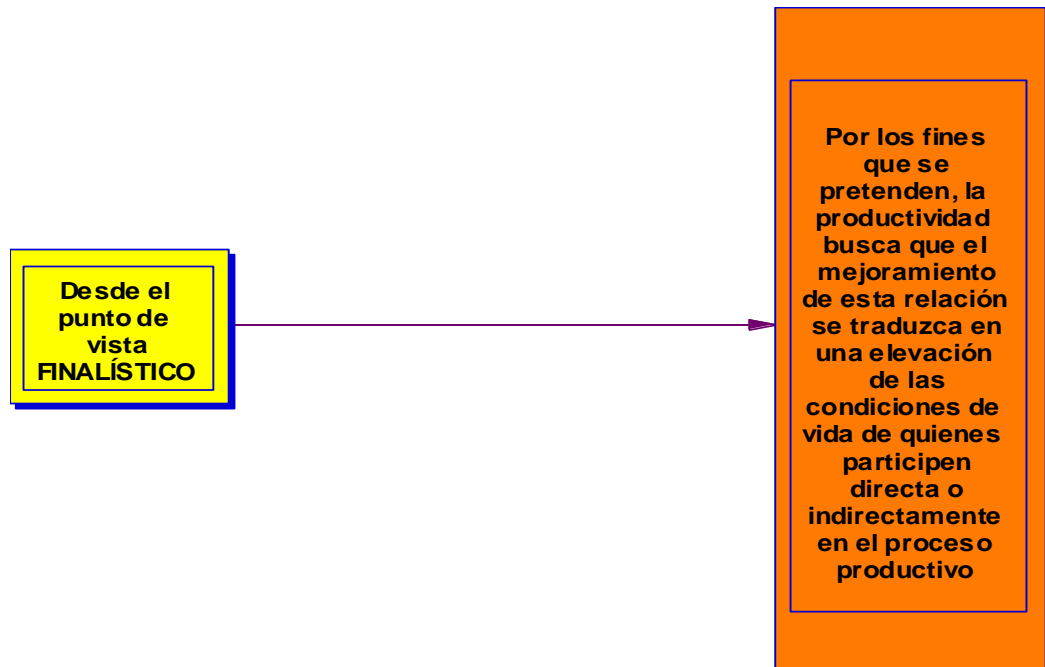 Desde el
punto de
vista
FINALÍSTICO
Por los fines
que se
pretenden, la
productividad
busca que el
mejoramiento
de esta relación
se traduzca en
una elevación
de las
condiciones de
vida de quienes
participen
directa o
indirectamente
en el proceso
productivo